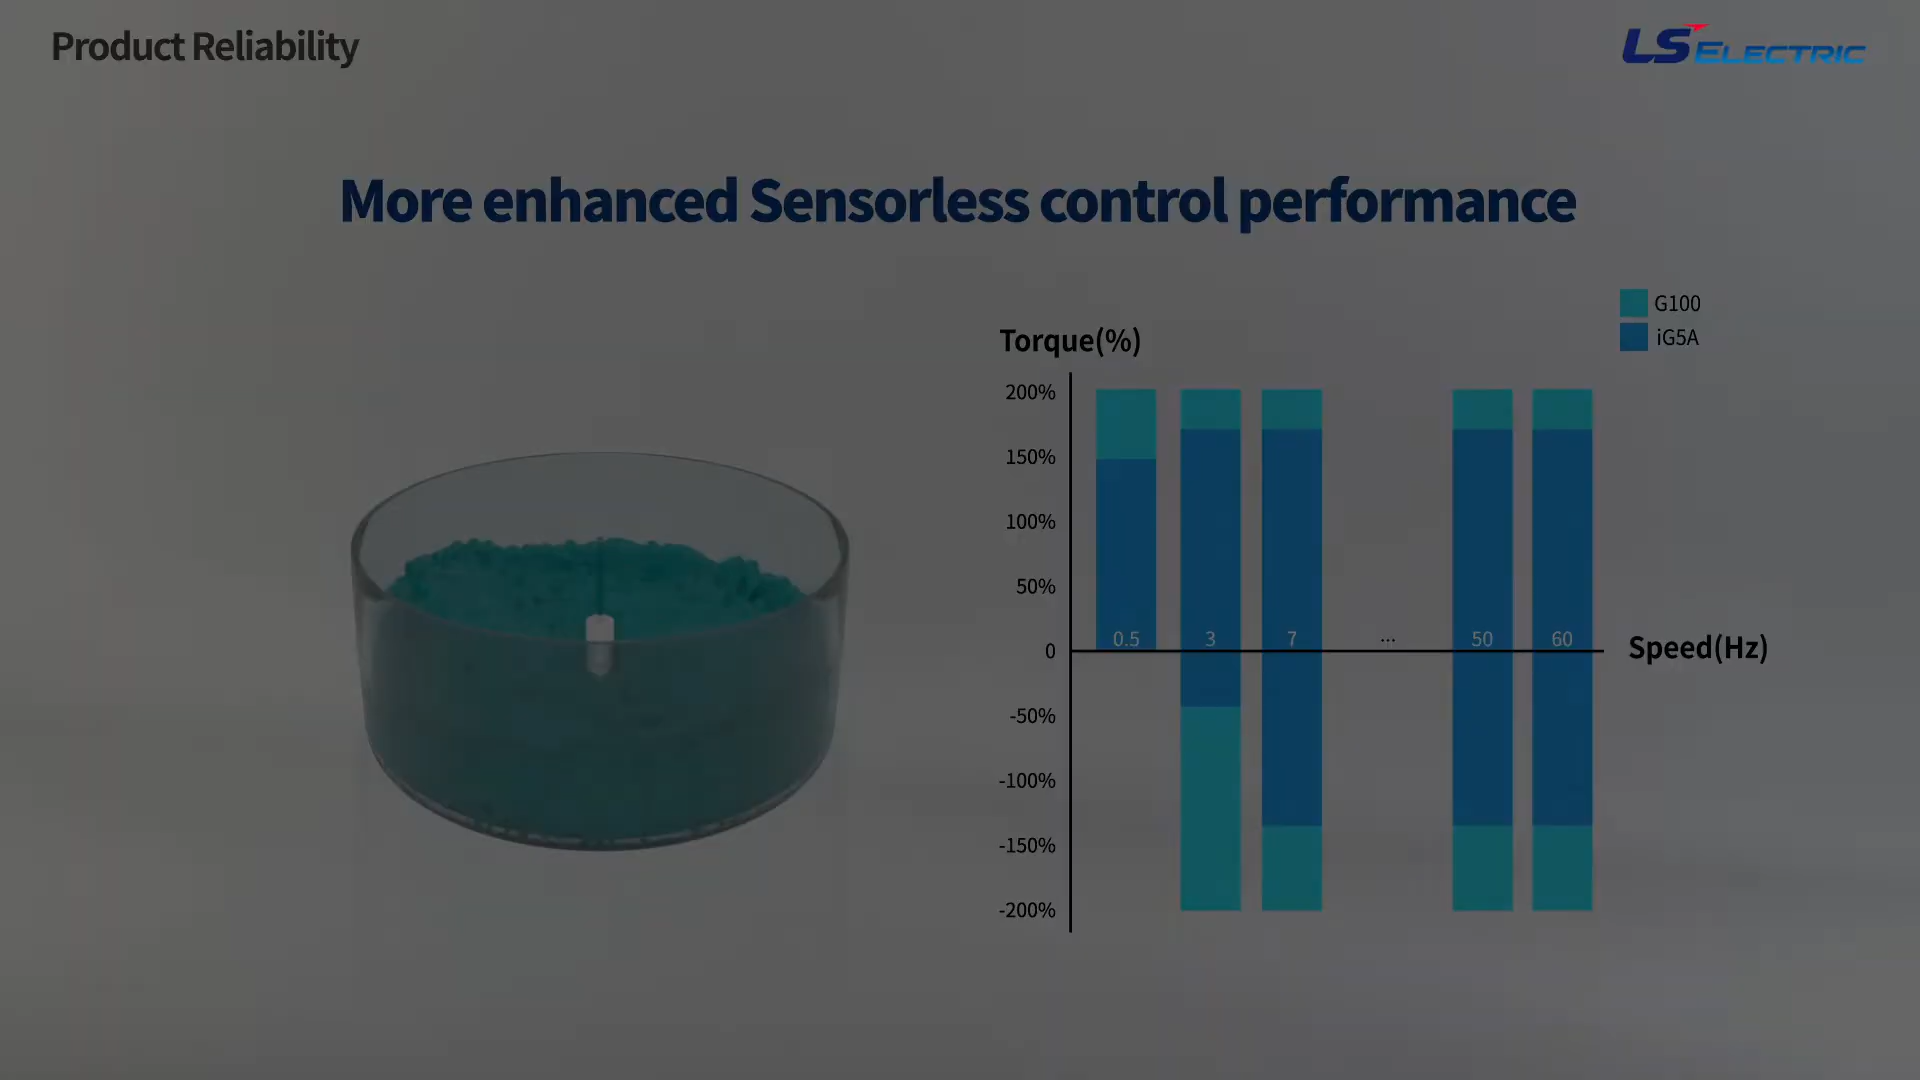 Product Reliability
LS ELECTRIC
More enhanced Sensorless control performance
G100
iG5A
Torque(%)
200%
150%
100%
50%
0
-50%
-100%
-150%
-200%
0.5 3 7 ... 50 60
Speed(Hz)